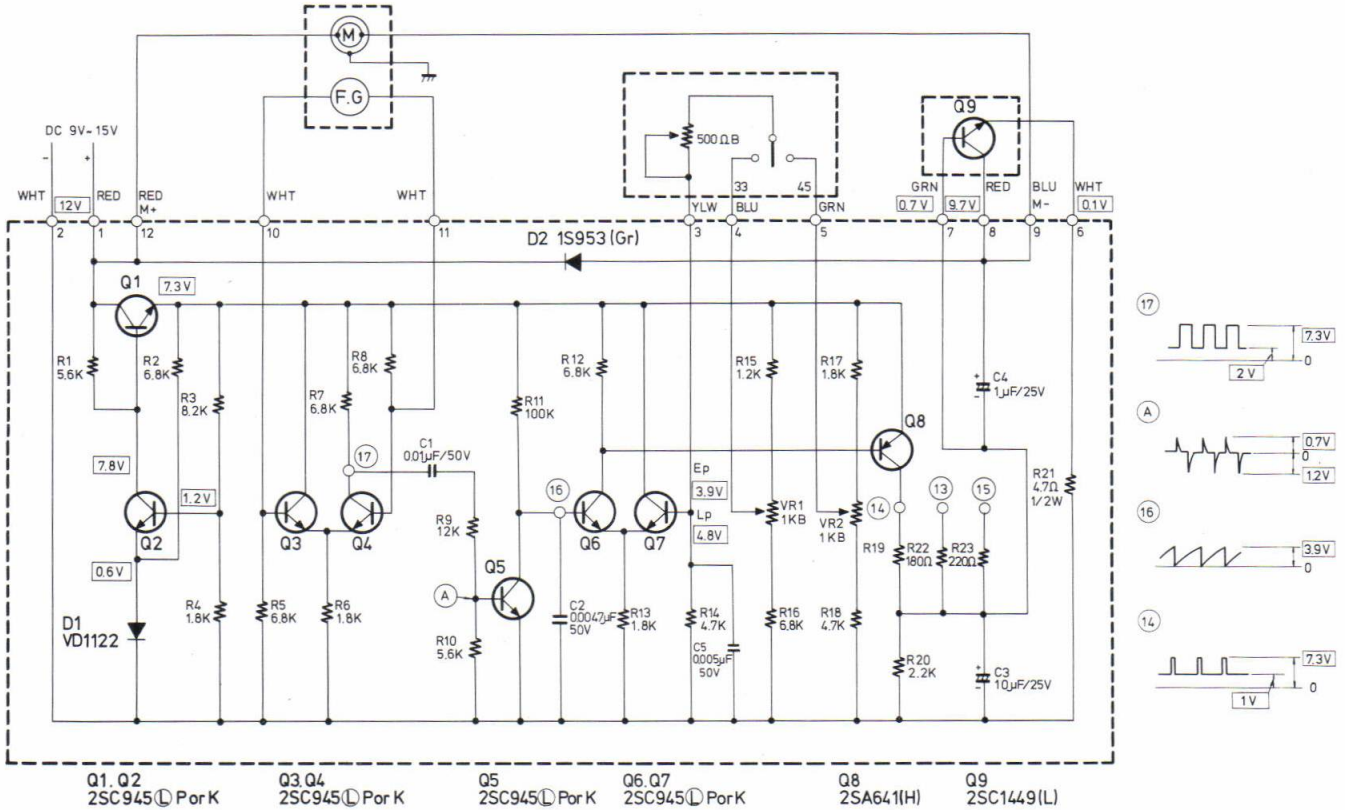 M
F.G
DC 9V-15V
-
+
500ΩB
33
45
Q9
WHT
12V
RED
RED
M+
WHT
WHT
YLW
BLU
GRN
GRN
0.7V
RED
9.7V
BLU
M-
WHT
0.1V
2
1
12
10
11
3
4
5
7
8
9
6
D2 1S953(Gr)
Q1
7.3V
R1
5.6K
R2
6.8K
R3
8.2K
R7
6.8K
R8
6.8K
R11
100K
R12
6.8K
R15
1.2K
R17
1.8K
C4
1μF/25V
Q8
7.8V
1.2V
Q2
0.6V
D1
VD1122
R4
1.8K
R5
6.8K
R6
1.8K
Q3
Q4
17
C1
0.01μF/50V
R9
12K
A
R10
5.6K
Q5
16
C2
0.0047μF
50V
Q6
Q7
R13
1.8K
Ep
3.9V
Lp
4.8V
R14
4.7K
C5
0.005μF
50V
VR1
1KB
R16
6.8K
VR2
1KB
R18
4.7K
14
13
15
R19
R22
180Ω
R23
220Ω
R20
2.2K
C3
10μF/25V
R21
4.7Ω
1/2W
17
7.3V
0
2V
A
0.7V
0
1.2V
16
3.9V
0
14
7.3V
0
1V
Q1.Q2
2SC945Ⓛ P or K
Q3.Q4
2SC945Ⓛ P or K
Q5
2SC945Ⓛ P or K
Q6.Q7
2SC945Ⓛ P or K
Q8
2SA641(H)
Q9
2SC1449(L)